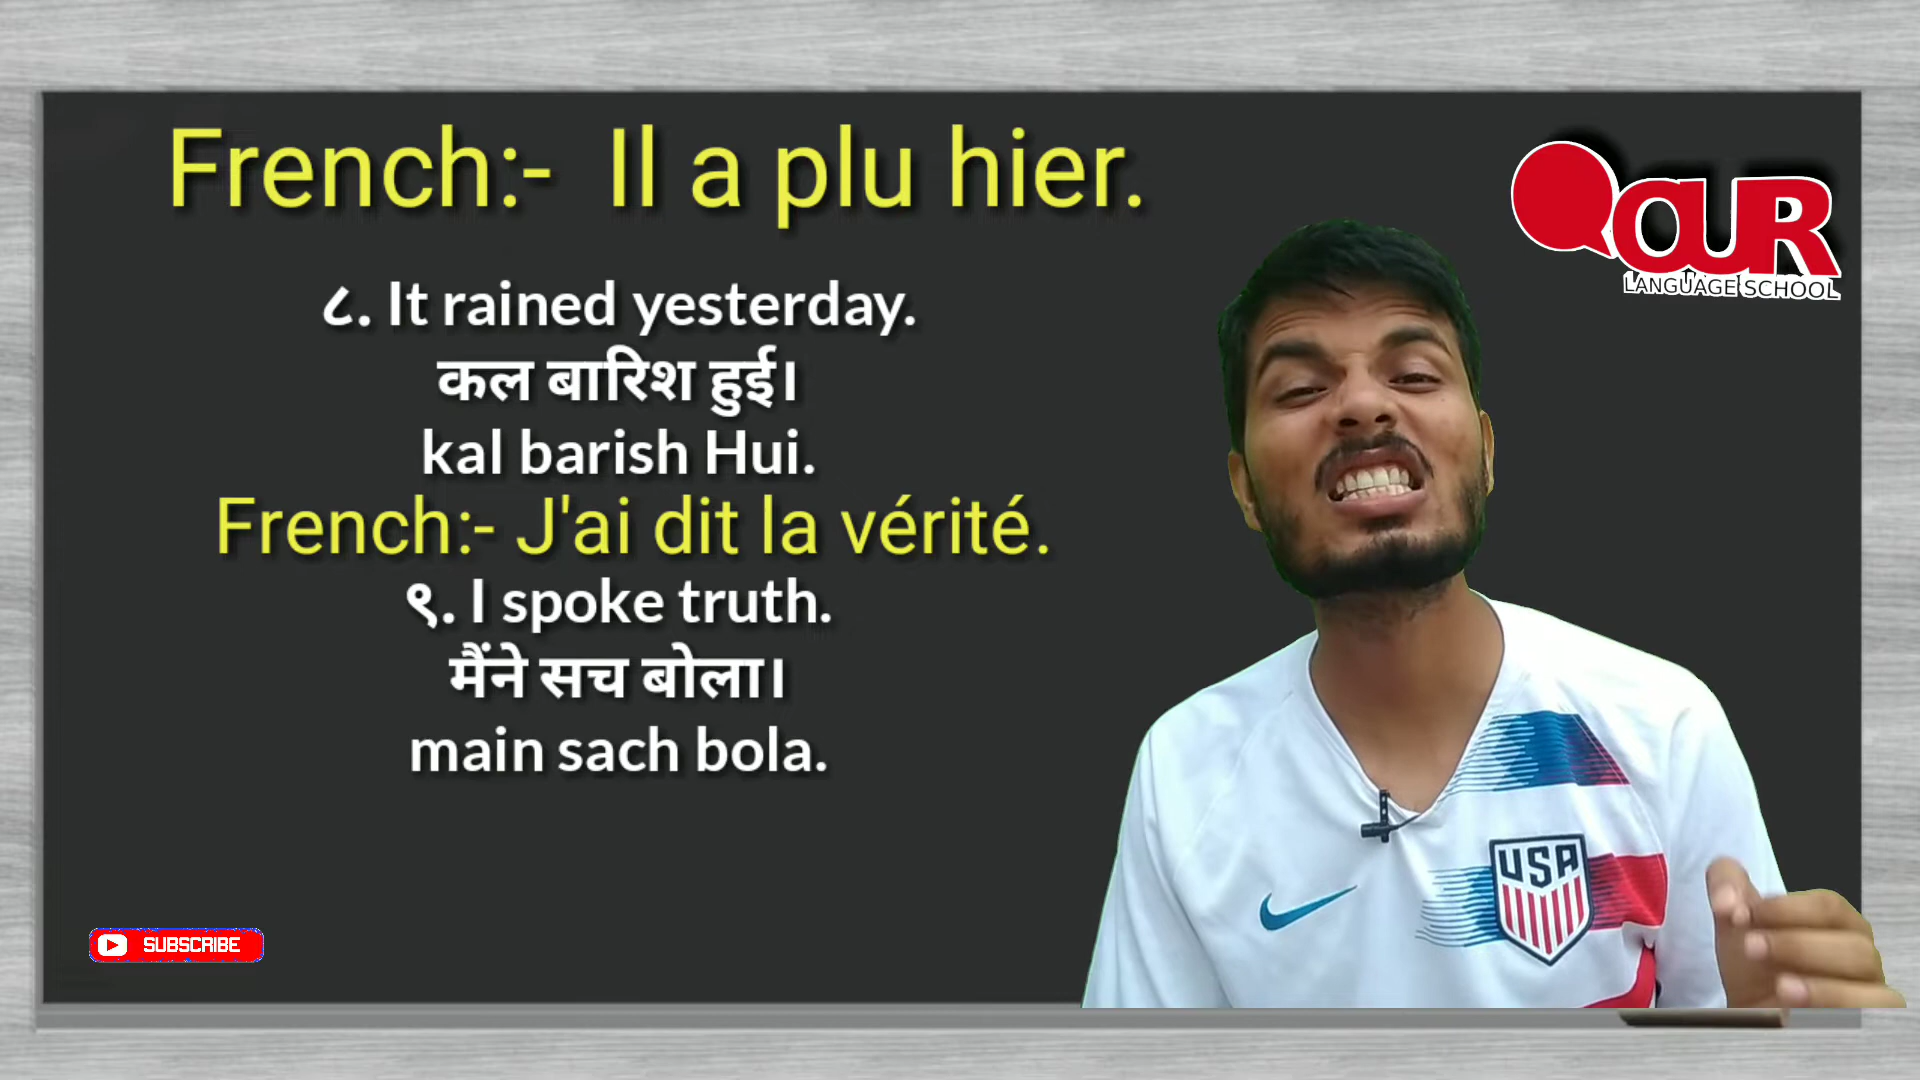 French:- Il a plu hier.
८. It rained yesterday.
कल बारिश हुई।
kal barish Hui.
French:- J'ai dit la vérité.
९. I spoke truth.
मैंने सच बोला।
main sach bola.
OUR
LANGUAGE SCHOOL
USA
SUBSCRIBE